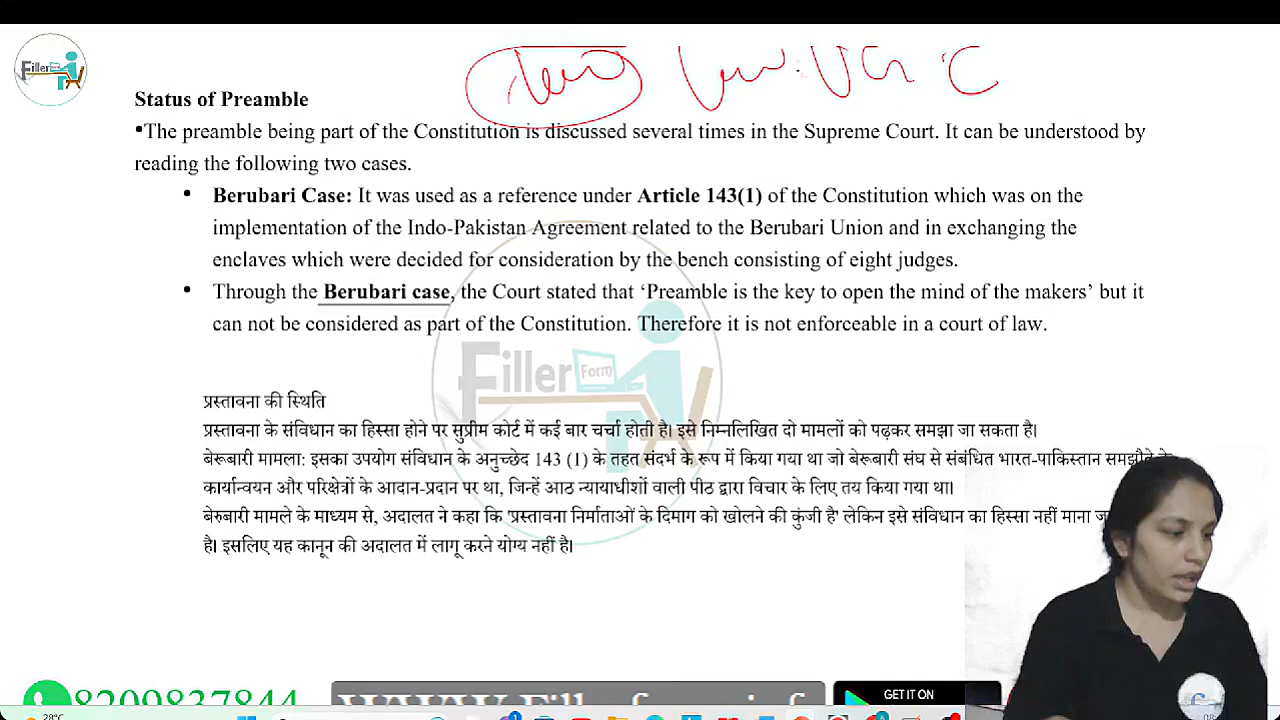 Filler
Form
Status of Preamble
•The preamble being part of the Constitution is discussed several times in the Supreme Court. It can be understood by
reading the following two cases.
• Berubari Case: It was used as a reference under Article 143(1) of the Constitution which was on the
implementation of the Indo-Pakistan Agreement related to the Berubari Union and in exchanging the
enclaves which were decided for consideration by the bench consisting of eight judges.
• Through the Berubari case, the Court stated that ‘Preamble is the key to open the mind of the makers’ but it
can not be considered as part of the Constitution. Therefore it is not enforceable in a court of law.
Filler Form
प्रस्तावना की स्थिति
प्रस्तावना के संविधान का हिस्सा होने पर सुप्रीम कोर्ट में कई बार चर्चा होती है। इसे निम्नलिखित दो मामलों को पढ़कर समझा जा सकता है।
बेरूबारी मामला: इसका उपयोग संविधान के अनुच्छेद 143 (1) के तहत संदर्भ के रूप में किया गया था जो बेरूबारी संघ से संबंधित भारत-पाकिस्तान समझौते के
कार्यान्वयन और परिक्षेत्रों के आदान-प्रदान पर था, जिन्हें आठ न्यायाधीशों वाली पीठ द्वारा विचार के लिए तय किया गया था।
बेरुबारी मामले के माध्यम से, अदालत ने कहा कि 'प्रस्तावना निर्माताओं के दिमाग को खोलने की कुंजी है' लेकिन इसे संविधान का हिस्सा नहीं माना
है। इसलिए यह कानून की अदालत में लागू करने योग्य नहीं है।
8209837844
GET IT ON
28°C